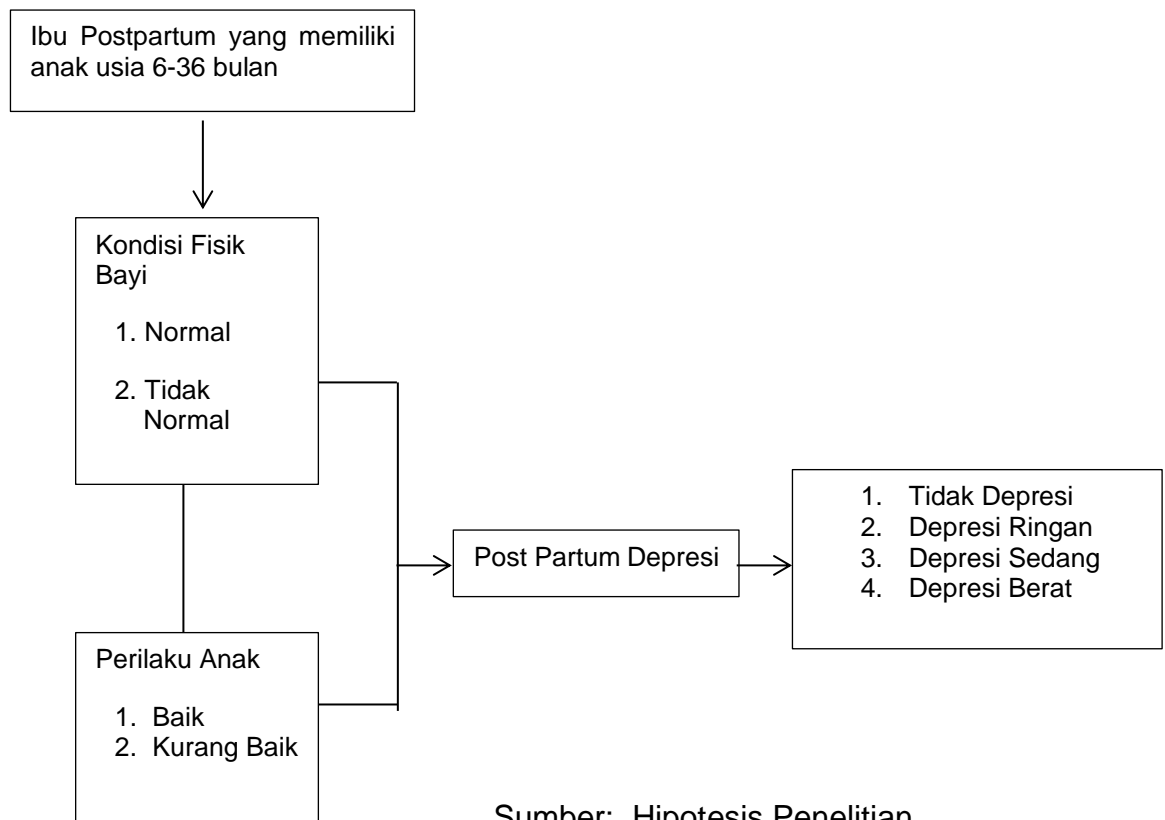 Ibu Postpartum yang memiliki
anak usia 6-36 bulan
Kondisi Fisik
Bayi
1. Normal
2. Tidak
Normal
Post Partum Depresi
1. Tidak Depresi
2. Depresi Ringan
3. Depresi Sedang
4. Depresi Berat
Perilaku Anak
1. Baik
2. Kurang Baik
Sumber: Hipotesis Penelitian